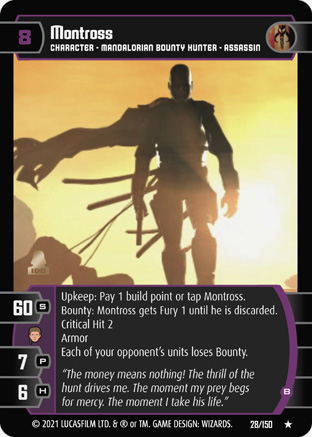 8
Montross
CHARACTER - MANDALORIAN BOUNTY HUNTER - ASSASSIN
60 S
Upkeep: Pay 1 build point or tap Montross.
Bounty: Montross gets Fury 1 until he is discarded.
Critical Hit 2
Armor
7 P
Each of your opponent's units loses Bounty.
6 H
"The money means nothing! The thrill of the
hunt drives me. The moment my prey begs
for mercy. The moment I take his life."
B
© 2021 LUCASFILM LTD. & ® or TM. GAME DESIGN: WIZARDS.
28/150